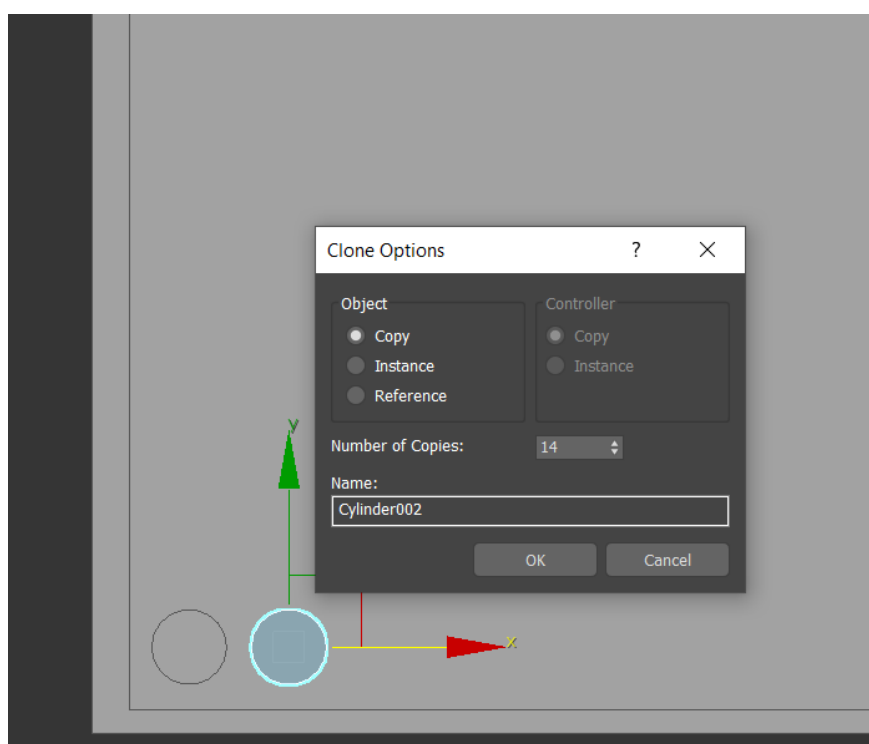 Clone Options ?
Object Controller
Copy Copy
Instance Instance
Reference
y
Number of Copies: 14
Name:
Cylinder002
OK Cancel
x